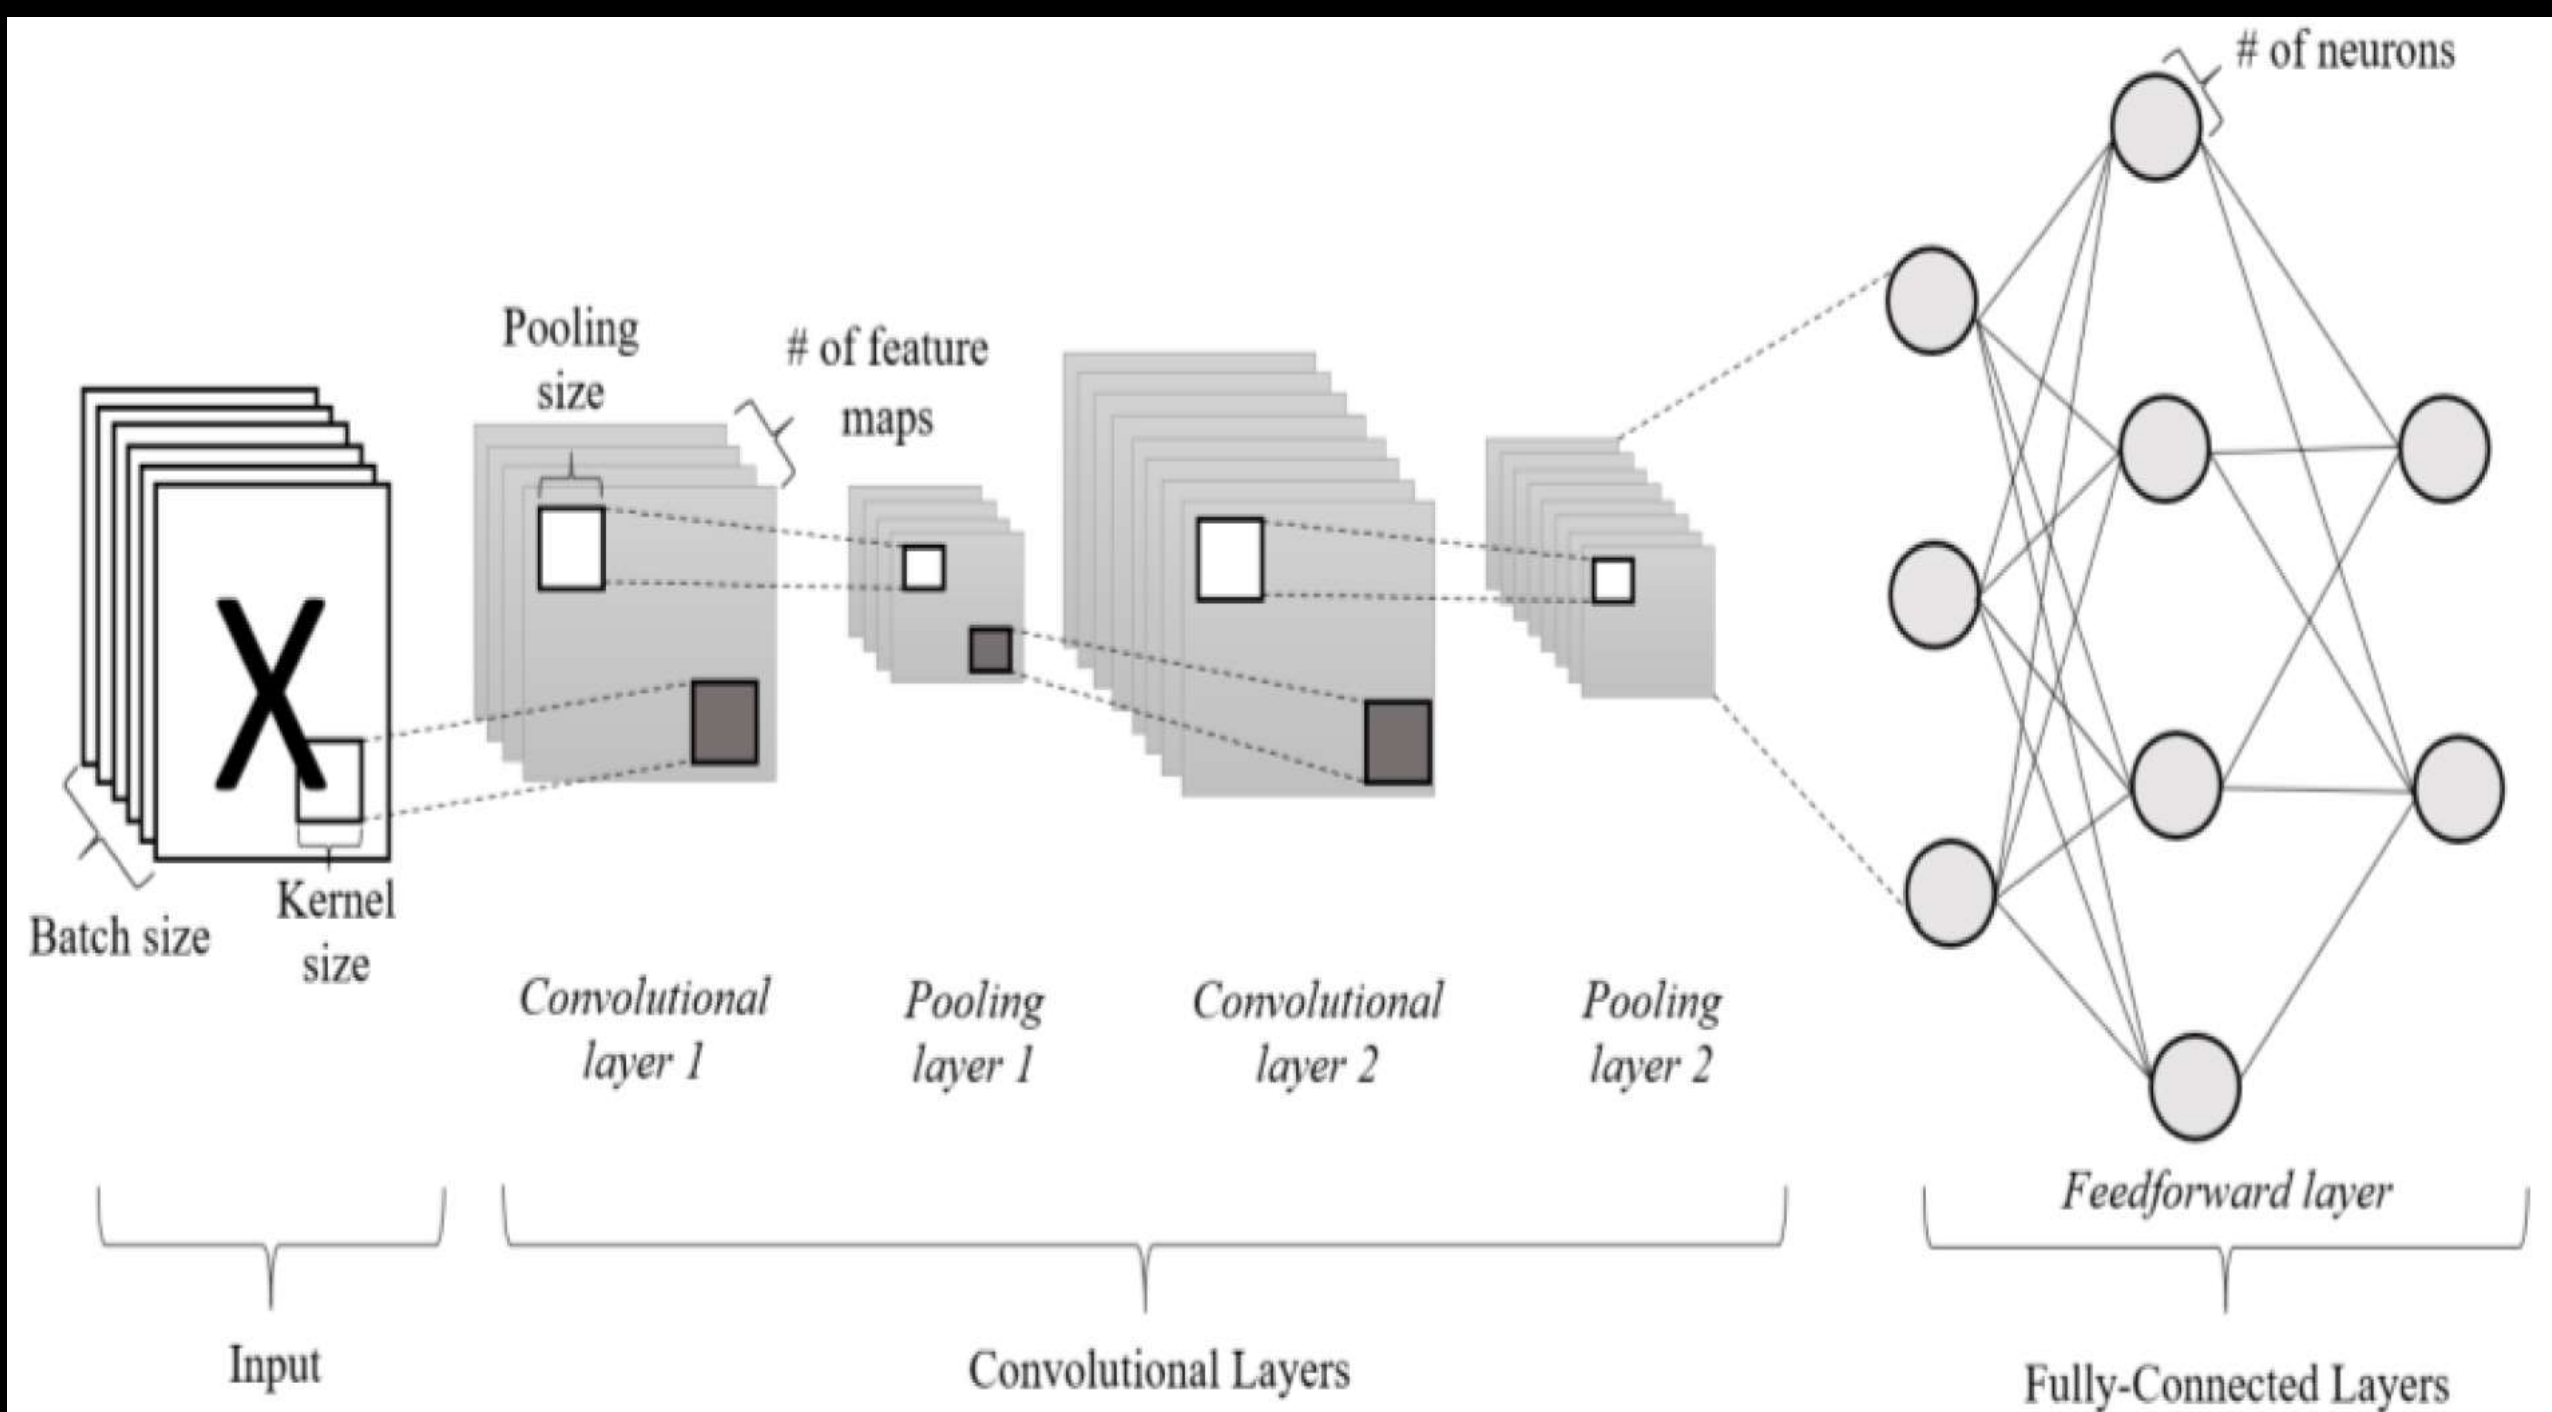 # of neurons
Pooling
size
# of feature
maps
X
Batch size
Kernel
size
Convolutional
layer 1
Pooling
layer 1
Convolutional
layer 2
Pooling
layer 2
Feedforward layer
Input
Convolutional Layers
Fully-Connected Layers